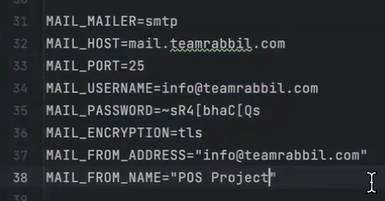 31 MAIL_MAILER=smtp
32 MAIL_HOST=mail.teamrabbil.com
33 MAIL_PORT=25
34 MAIL_USERNAME=info@teamrabbil.com
35 MAIL_PASSWORD=~sR4[bhaC[Qs
36 MAIL_ENCRYPTION=tls
37 MAIL_FROM_ADDRESS="info@teamrabbil.com"
38 MAIL_FROM_NAME="POS Project"